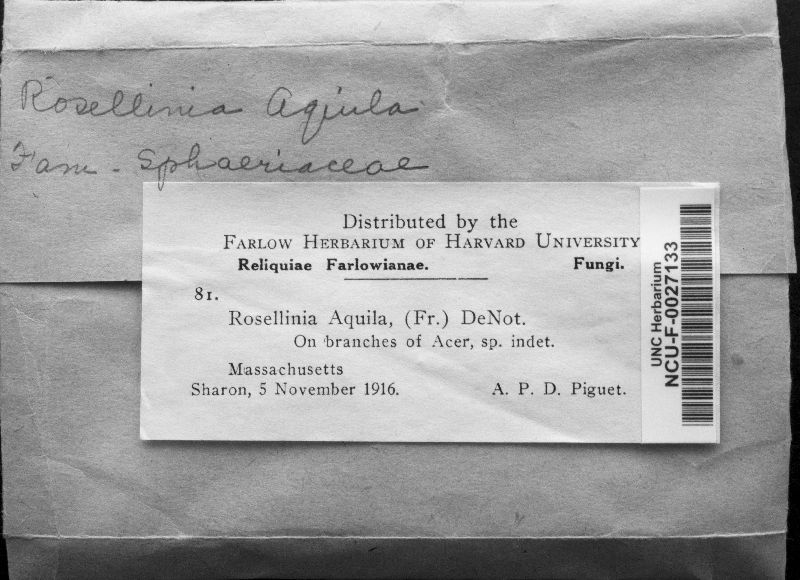 Rosellinia Aquila
Fam - Sphaeriaceae
Distributed by the
FARLOW HERBARIUM OF HARVARD UNIVERSITY
Reliquiae Farlowianae. Fungi.
81.
Rosellinia Aquila, (Fr.) DeNot.
On branches of Acer, sp. indet.
Massachusetts
Sharon, 5 November 1916. A. P. D. Piguet.
UNC Herbarium
NCU-F-0027133